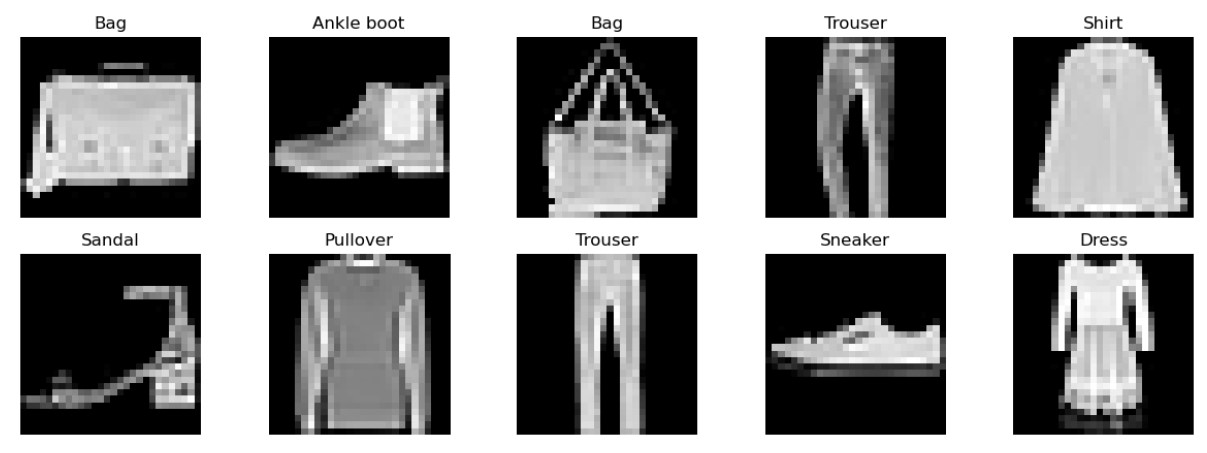 Bag
Ankle boot
Bag
Trouser
Shirt
Sandal
Pullover
Trouser
Sneaker
Dress